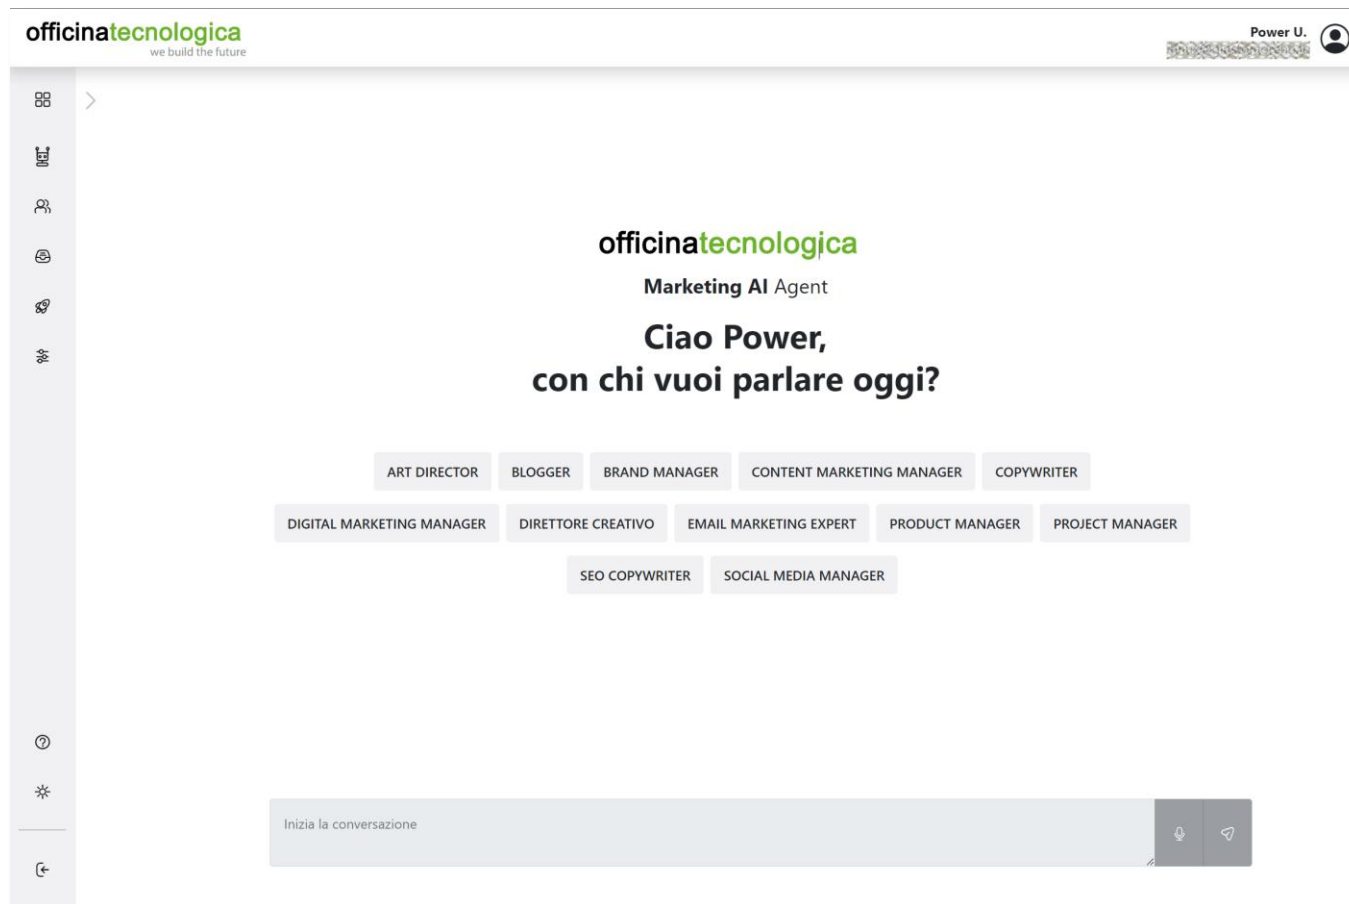 officinatecnologica
we build the future
Power U.
officinatecnologica
Marketing AI Agent
Ciao Power,
con chi vuoi parlare oggi?
ART DIRECTOR BLOGGER BRAND MANAGER CONTENT MARKETING MANAGER COPYWRITER
DIGITAL MARKETING MANAGER DIRETTORE CREATIVO EMAIL MARKETING EXPERT PRODUCT MANAGER PROJECT MANAGER
SEO COPYWRITER SOCIAL MEDIA MANAGER
Inizia la conversazione